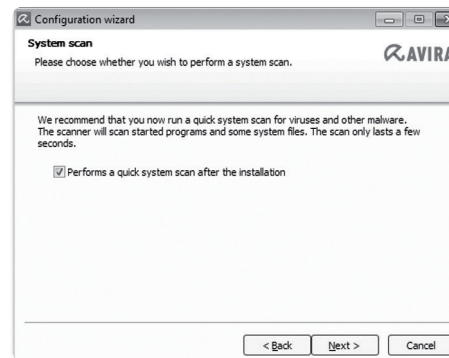 Configuration wizard
System scan
Please choose whether you wish to perform a system scan.
AVIRA
We recommend that you now run a quick system scan for viruses and other malware.
The scanner will scan started programs and some system files. The scan only lasts a few
seconds.
Performs a quick system scan after the installation
< Back
Next >
Cancel